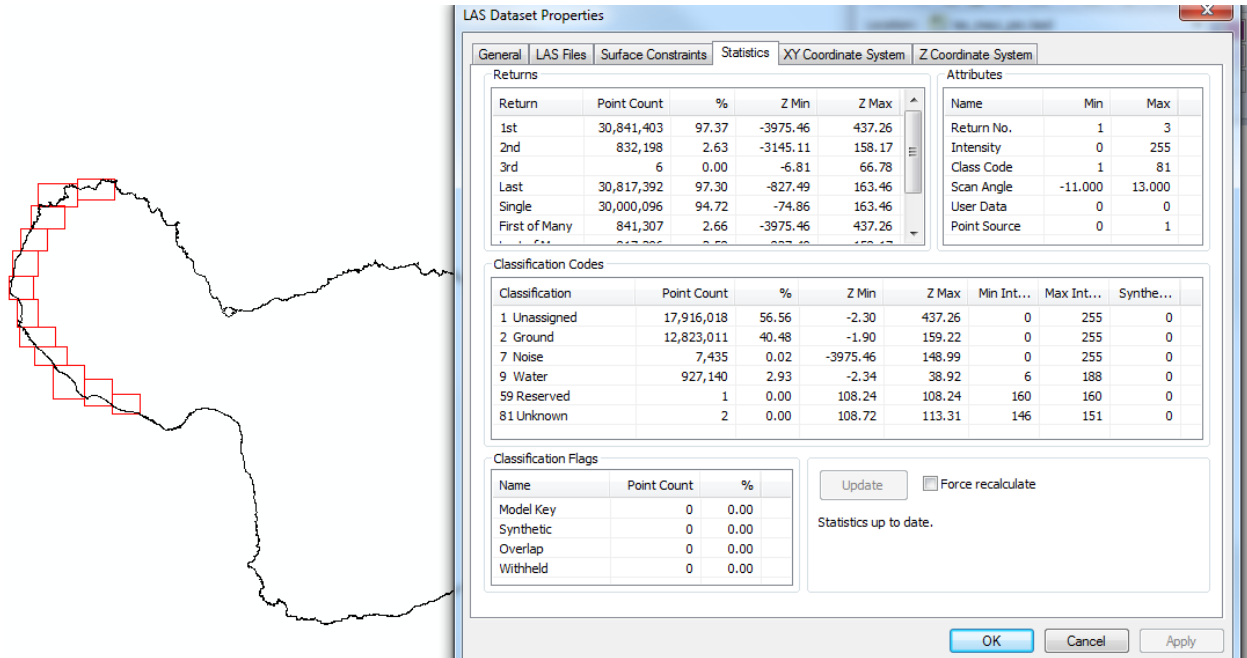 LAS Dataset Properties
General LAS Files Surface Constraints Statistics XY Coordinate System Z Coordinate System
Returns
Return Point Count % Z Min Z Max
1st 30,841,403 97.37 -3975.46 437.26
2nd 832,198 2.63 -3145.11 158.17
3rd 6 0.00 -6.81 66.78
Last 30,817,392 97.30 -827.49 163.46
Single 30,000,096 94.72 -74.86 163.46
First of Many 841,307 2.66 -3975.46 437.26
Attributes
Name Min Max
Return No. 1 3
Intensity 0 255
Class Code 1 81
Scan Angle -11.000 13.000
User Data 0 0
Point Source 0 1
Classification Codes
Classification Point Count % Z Min Z Max Min Int... Max Int... Synthe...
1 Unassigned 17,916,018 56.56 -2.30 437.26 0 255 0
2 Ground 12,823,011 40.48 -1.90 159.22 0 255 0
7 Noise 7,435 0.02 -3975.46 148.99 0 255 0
9 Water 927,140 2.93 -2.34 38.92 6 188 0
59 Reserved 1 0.00 108.24 108.24 160 160 0
81 Unknown 2 0.00 108.72 113.31 146 151 0
Classification Flags
Name Point Count %
Model Key 0 0.00
Synthetic 0 0.00
Overlap 0 0.00
Withheld 0 0.00
Update Force recalculate
Statistics up to date.
OK Cancel Apply